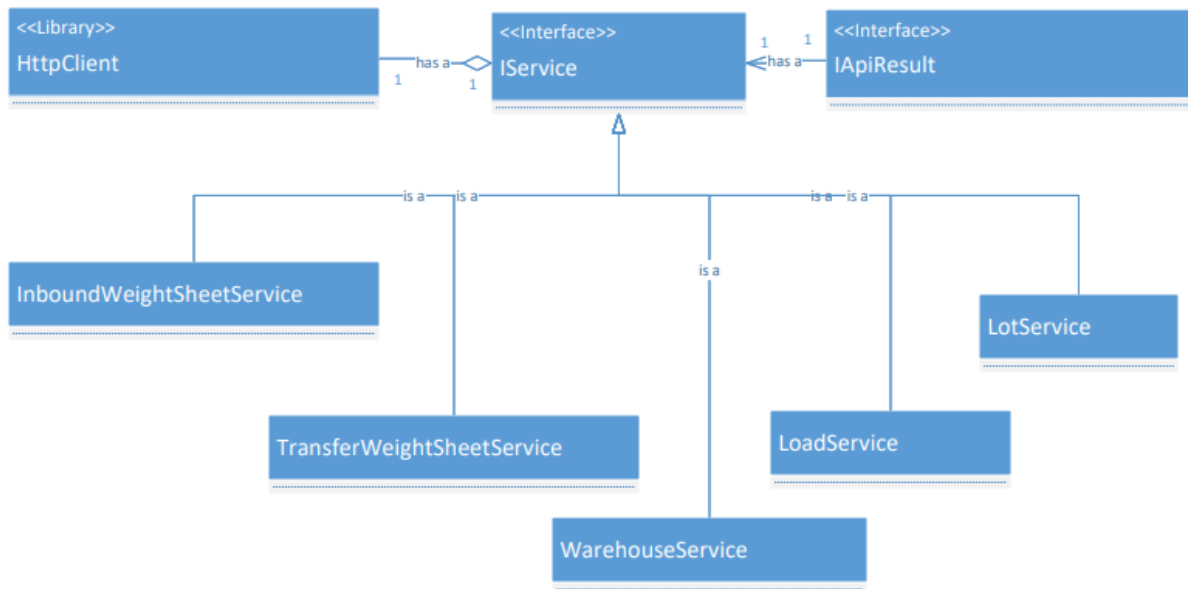 <<Library>>
HttpClient
has a
1
1
<<Interface>>
IService
1
1
has a
<<Interface>>
IApiResult
is a
is a
is a
is a
is a
InboundWeightSheetService
LotService
TransferWeightSheetService
LoadService
WarehouseService